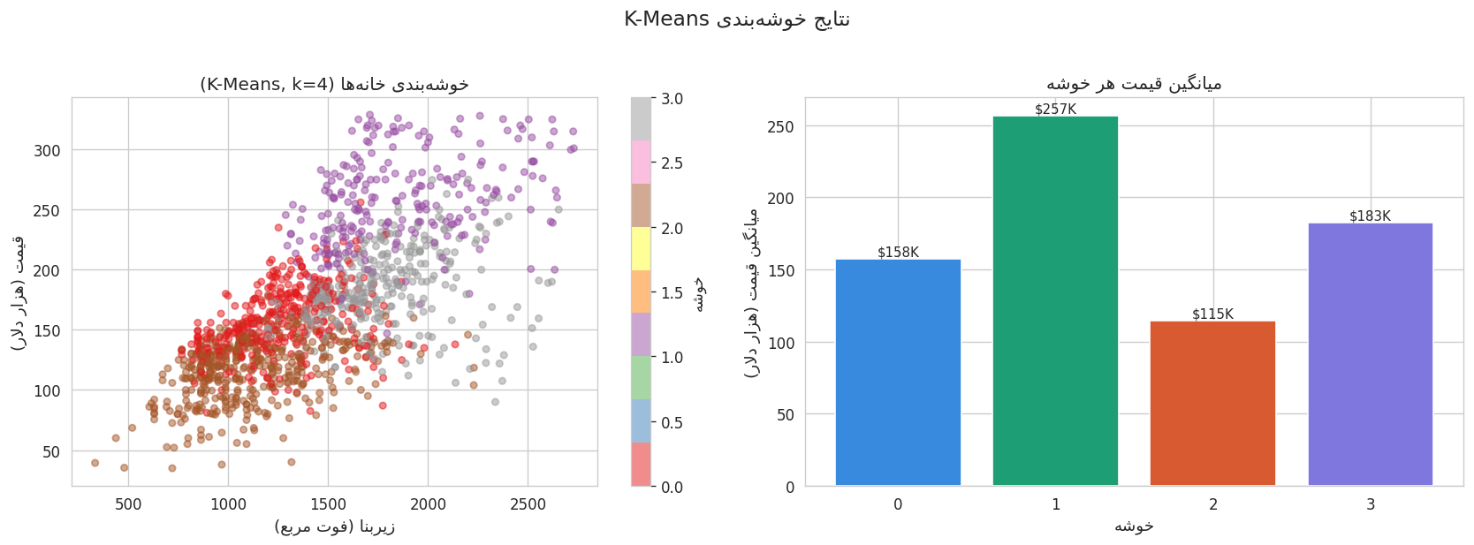 نتایج خوشه‌بندی K-Means
خوشه‌بندی خانه‌ها (K-Means, k=4)
قیمت (هزار دلار)
300
250
200
150
100
50
500
1000
1500
2000
2500
زیربنا (فوت مربع)
3.0
2.5
2.0
1.5
1.0
0.5
0.0
خوشه
میانگین قیمت هر خوشه
میانگین قیمت (هزار دلار)
250
200
150
100
50
0
$158K
$257K
$115K
$183K
0
1
2
3
خوشه